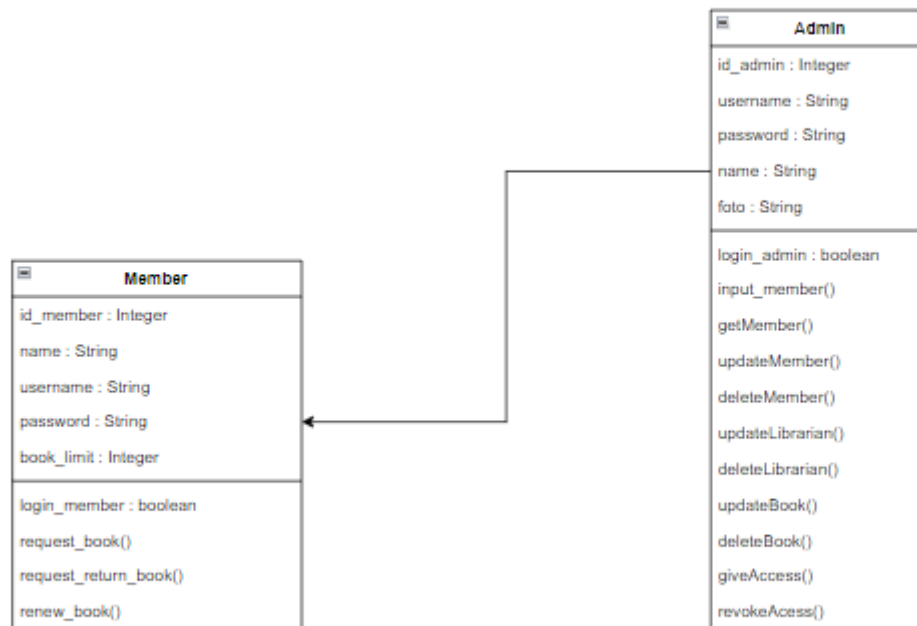 Admin
id_admin : Integer
username : String
password : String
name : String
foto : String
login_admin : boolean
input_member()
getMember()
updateMember()
deleteMember()
updateLibrarian()
deleteLibrarian()
updateBook()
deleteBook()
giveAccess()
revokeAcess()
Member
id_member : Integer
name : String
username : String
password : String
book_limit : Integer
login_member : boolean
request_book()
request_return_book()
renew_book()